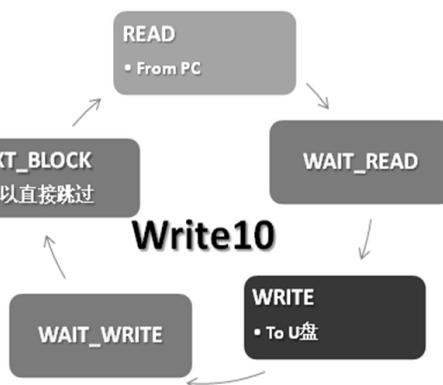 READ
• From PC
WAIT_READ
WRITE
• To U盘
WAIT_WRITE
XT_BLOCK
以直接跳过
Write10